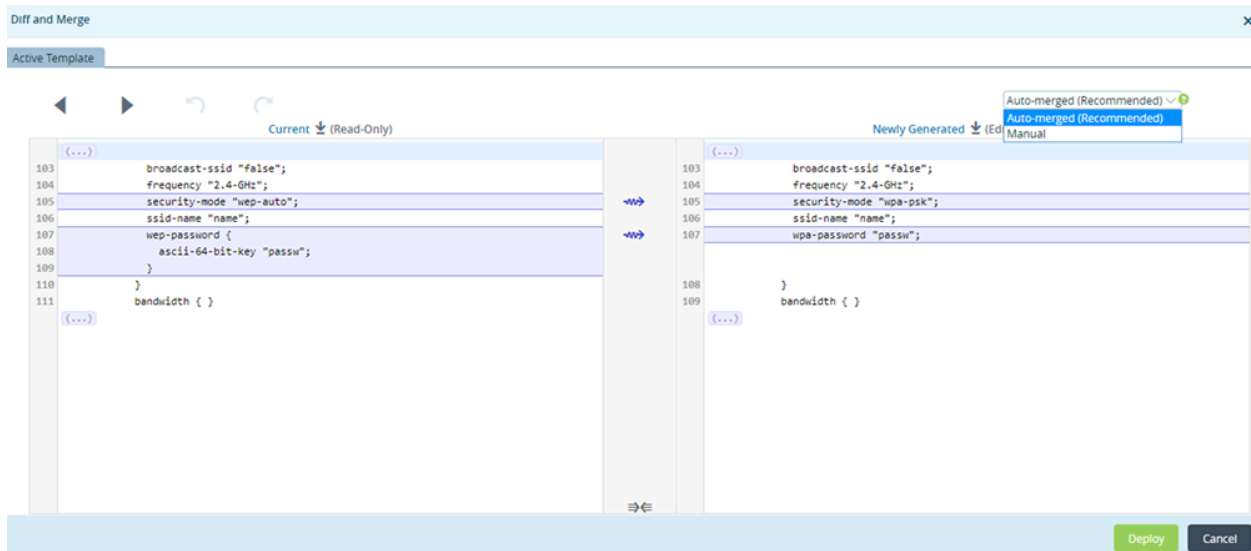 Diff and Merge
Active Template
Auto-merged (Recommended)
Auto-merged (Recommended)
Manual
Current (Read-Only)
Newly Generated (Ed
(...)
103 broadcast-ssid "false";
104 frequency "2.4-GHz";
105 security-mode "wep-auto";
106 ssid-name "name";
107 wep-password {
108 ascii-64-bit-key "passw";
109 }
110 }
111 bandwidth { }
(...)
(...)
103 broadcast-ssid "false";
104 frequency "2.4-GHz";
105 security-mode "wpa-psk";
106 ssid-name "name";
107 wpa-password "passw";
108 }
109 bandwidth { }
(...)
Deploy Cancel